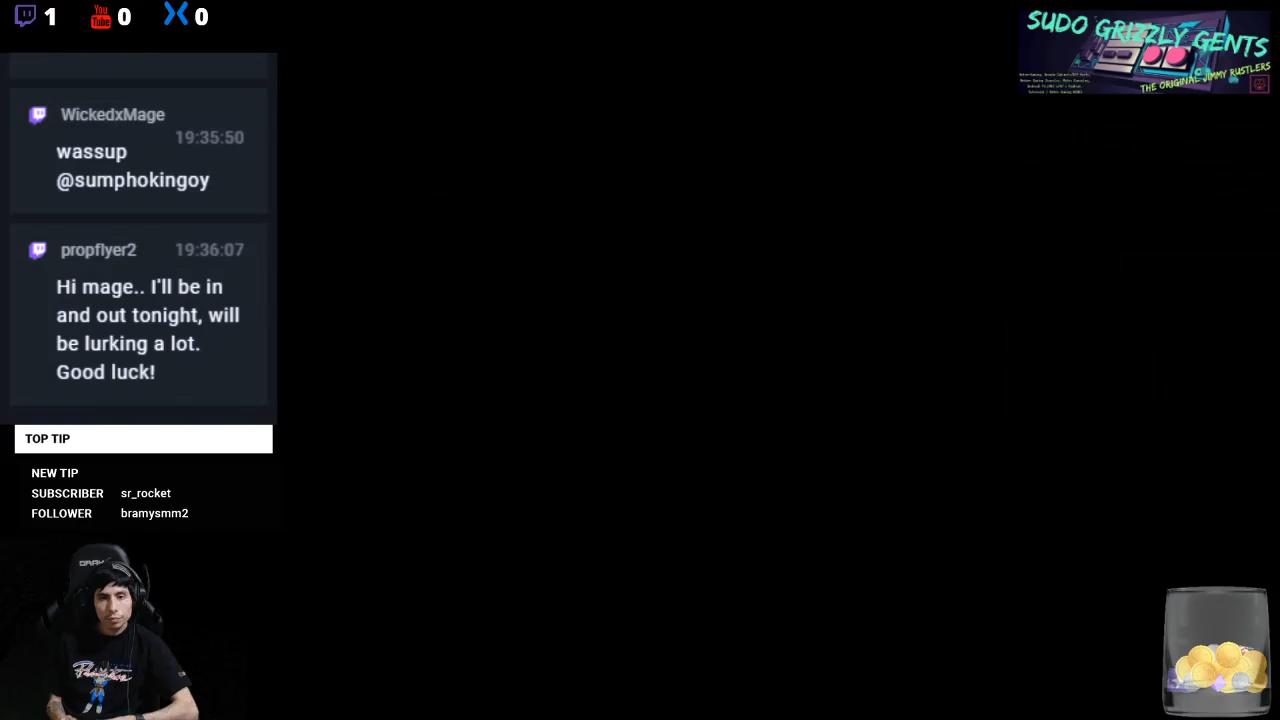 1
You
Tube
0
0
SUDO GRIZZLY GENTS
THE ORIGINAL JIMMY RUSTLERS
WickedxMage
19:35:50
wassup
@sumphokingoy
propflyer2 19:36:07
Hi mage.. I'll be in
and out tonight, will
be lurking a lot.
Good luck!
TOP TIP
NEW TIP
SUBSCRIBER sr_rocket
FOLLOWER bramysmm2